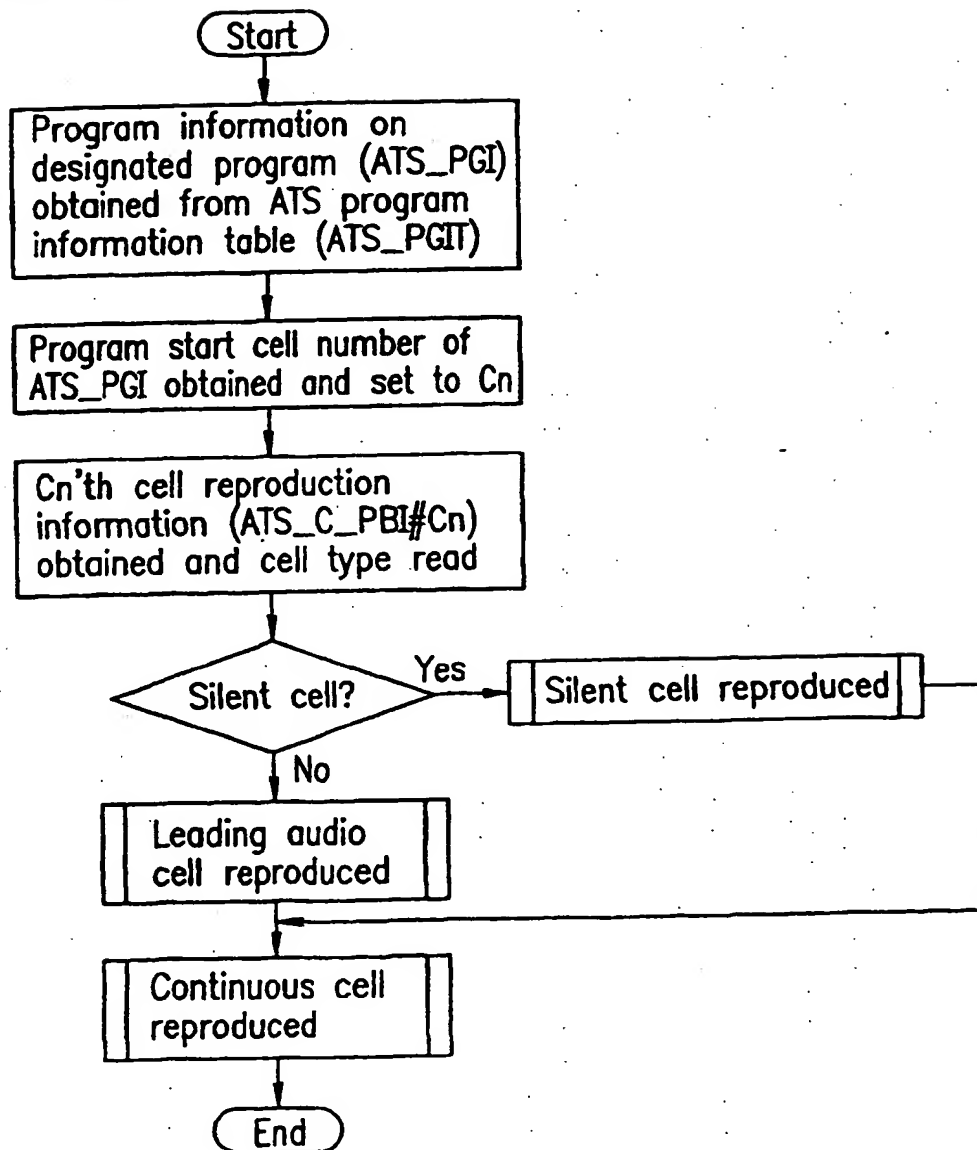 Start
Program information on
designated program (ATS_PGI)
obtained from ATS program
information table (ATS_PGIT)
Program start cell number of
ATS_PGI obtained and set to Cn
Cn'th cell reproduction
information (ATS_C_PBI#Cn)
obtained and cell type read
Silent cell?
Yes
Silent cell reproduced
No
Leading audio
cell reproduced
Continuous cell
reproduced
End